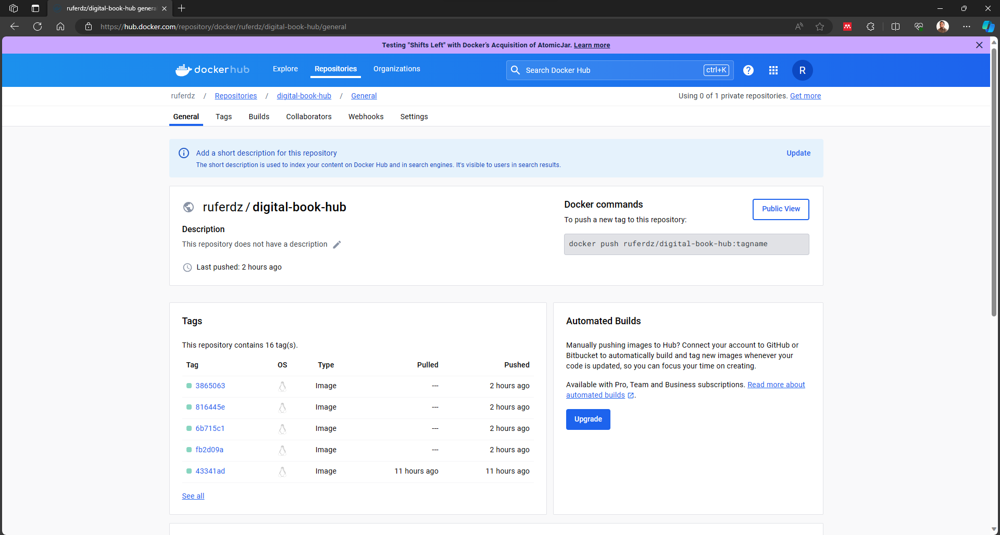 ruferdz/digital-book-hub genera
https://hub.docker.com/repository/docker/ruferdz/digital-book-hub/general
Testing "Shifts Left" with Docker’s Acquisition of AtomicJar. Learn more
dockerhub Explore Repositories Organizations Search Docker Hub ctrl+K ? R
ruferdz / Repositories / digital-book-hub / General Using 0 of 1 private repositories. Get more
General Tags Builds Collaborators Webhooks Settings
Add a short description for this repository Update
The short description is used to index your content on Docker Hub and in search engines. It's visible to users in search results.
ruferdz / digital-book-hub
Description
This repository does not have a description
Last pushed: 2 hours ago
Docker commands
Public View
To push a new tag to this repository:
docker push ruferdz/digital-book-hub:tagname
Tags
This repository contains 16 tag(s).
Tag OS Type Pulled Pushed
3865063 Image --- 2 hours ago
816445e Image --- 2 hours ago
6b715c1 Image --- 2 hours ago
fb2d09a Image --- 2 hours ago
43341ad Image 11 hours ago 11 hours ago
See all
Automated Builds
Manually pushing images to Hub? Connect your account to GitHub or
Bitbucket to automatically build and tag new images whenever your
code is updated, so you can focus your time on creating.
Available with Pro, Team and Business subscriptions. Read more about
automated builds .
Upgrade